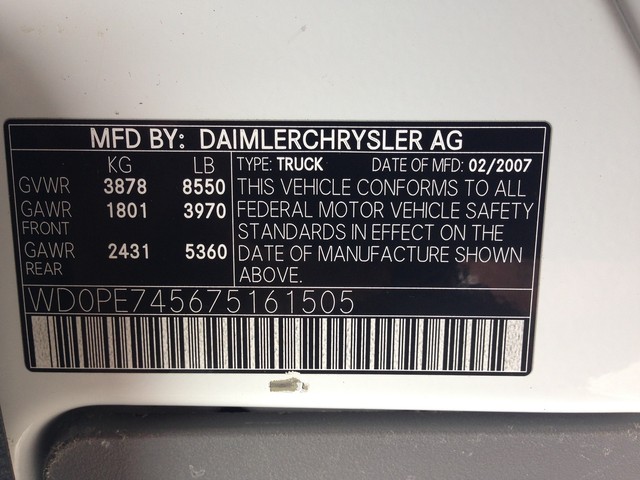 MFD BY: DAIMLERCHRYSLER AG
KG LB
GVWR 3878 8550
GAWR FRONT 1801 3970
GAWR REAR 2431 5360
TYPE: TRUCK DATE OF MFD: 02/2007
THIS VEHICLE CONFORMS TO ALL
FEDERAL MOTOR VEHICLE SAFETY
STANDARDS IN EFFECT ON THE
DATE OF MANUFACTURE SHOWN
ABOVE.
WD0PE745675161505